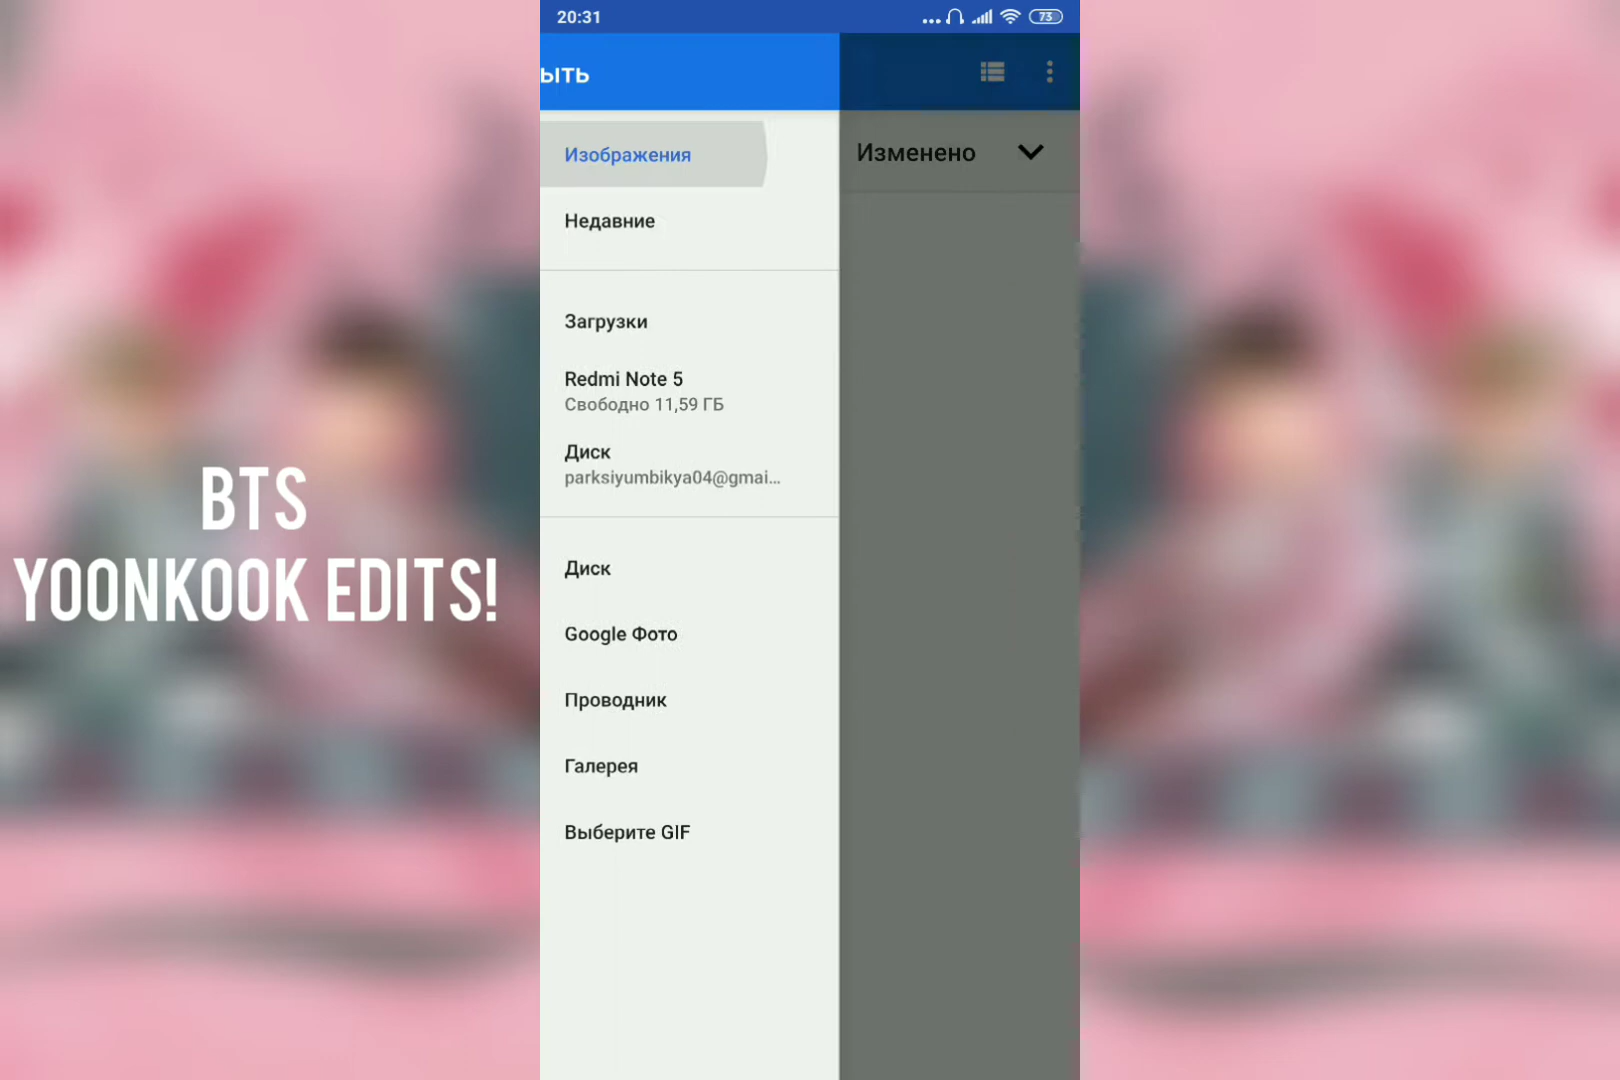 20:31
73
ыть
Изображения
Изменено
Недавние
Загрузки
Redmi Note 5
Свободно 11,59 ГБ
Диск
parksiyumbikya04@gmai...
Диск
Google Фото
Проводник
Галерея
Выберите GIF
BTS
YOONKOOK EDITS!